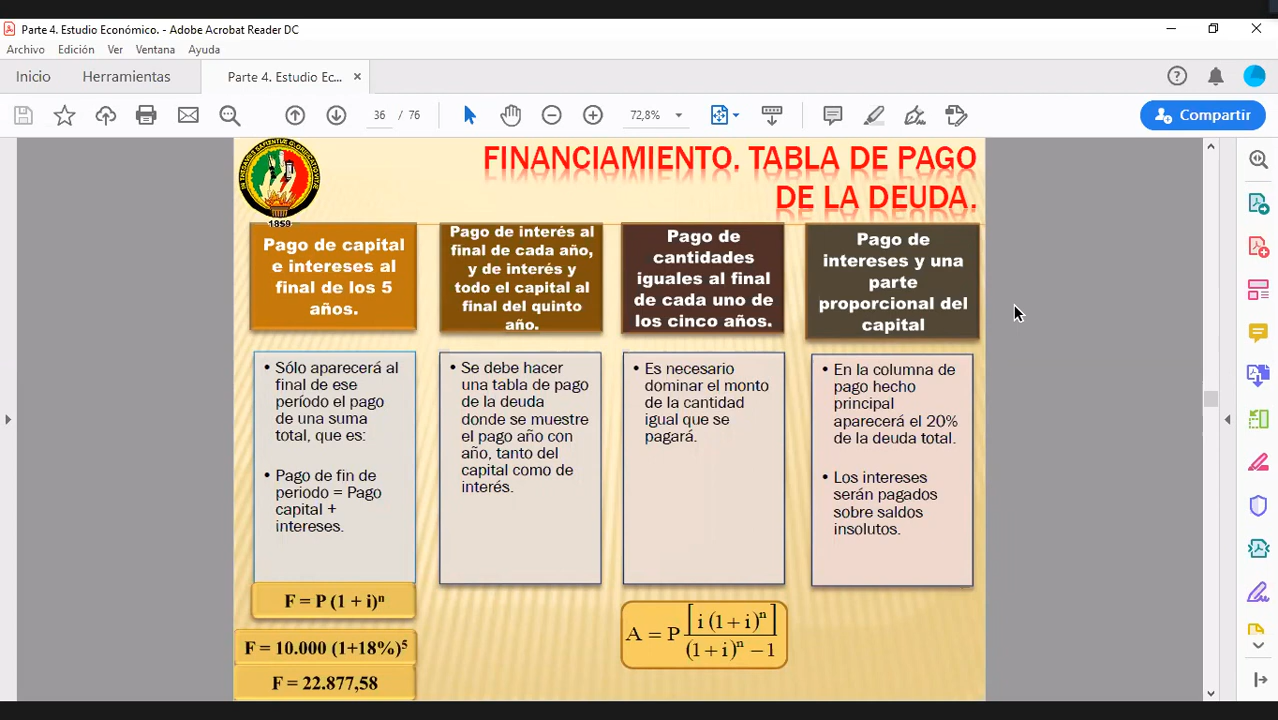 Parte 4. Estudio Económico. - Adobe Acrobat Reader DC
Archivo Edición Ver Ventana Ayuda
Inicio Herramientas Parte 4. Estudio Ec... ×
36 / 76 72,8% Compartir
FINANCIAMIENTO. TABLA DE PAGO
DE LA DEUDA.
1859
Pago de capital
e intereses al
final de los 5
años.
Sólo aparecerá al
final de ese
período el pago
de una suma
total, que es:
Pago de fin de
periodo = Pago
capital +
intereses.
F = P (1 + i)ⁿ
F = 10.000 (1+18%)⁵
F = 22.877,58
Pago de interés al
final de cada año,
y de interés y
todo el capital al
final del quinto
año.
Se debe hacer
una tabla de pago
de la deuda
donde se muestre
el pago año con
año, tanto del
capital como de
interés.
Pago de
cantidades
iguales al final
de cada uno de
los cinco años.
Es necesario
dominar el monto
de la cantidad
igual que se
pagará.
A = P [i (1 + i)ⁿ] / (1 + i)ⁿ − 1
Pago de
intereses y una
parte
proporcional del
capital
En la columna de
pago hecho
principal
aparecerá el 20%
de la deuda total.
Los intereses
serán pagados
sobre saldos
insolutos.